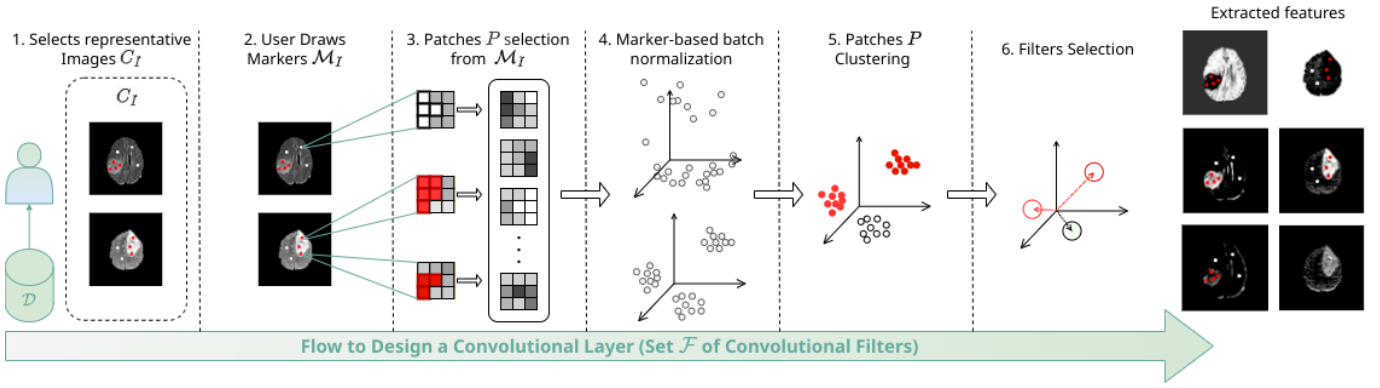 Extracted features
1. Selects representative
Images C_I
2. User Draws
Markers ℳ_I
3. Patches P selection
from ℳ_I
4. Marker-based batch
normalization
5. Patches P
Clustering
6. Filters Selection
C_I
𝒟
Flow to Design a Convolutional Layer (Set ℱ of Convolutional Filters)